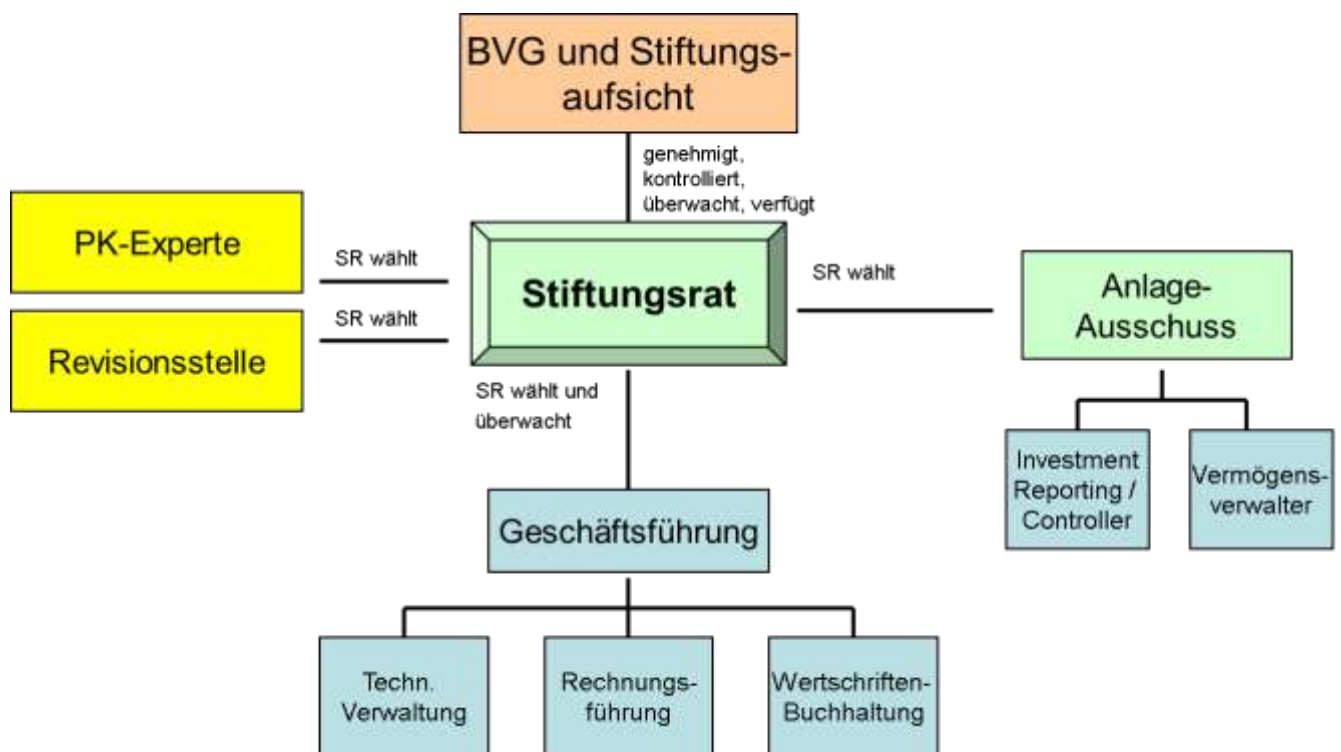 BVG und Stiftungs-
aufsicht
genehmigt,
kontrolliert,
überwacht, verfügt
PK-Experte
SR wählt
Stiftungsrat
SR wählt
Anlage-
Ausschuss
Revisionsstelle
SR wählt
SR wählt und
überwacht
Investment
Reporting /
Controller
Vermögens-
verwalter
Geschäftsführung
Techn.
Verwaltung
Rechnungs-
führung
Wertschriften-
Buchhaltung